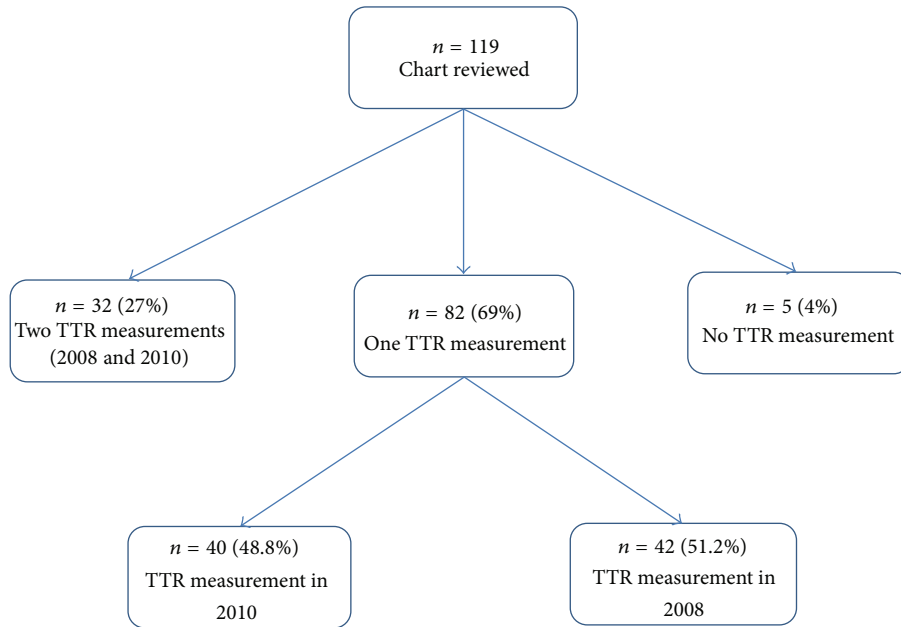 n = 119
Chart reviewed
n = 32 (27%)
Two TTR measurements
(2008 and 2010)
n = 82 (69%)
One TTR measurement
n = 5 (4%)
No TTR measurement
n = 40 (48.8%)
TTR measurement in
2010
n = 42 (51.2%)
TTR measurement in
2008